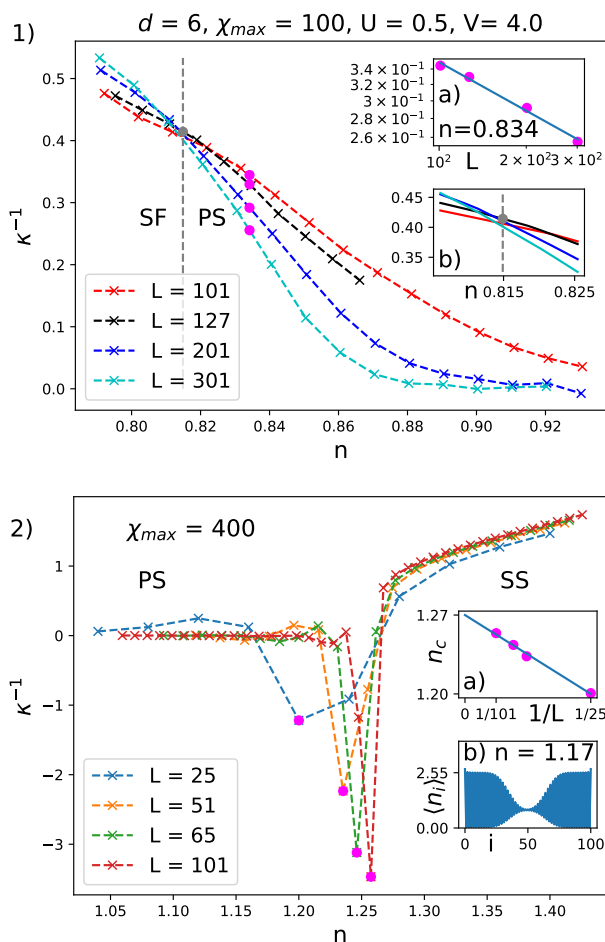 d = 6, χmax = 100, U = 0.5, V= 4.0
1)
κ⁻¹
0.5
0.4
0.3
0.2
0.1
0.0
SF
PS
L = 101
L = 127
L = 201
L = 301
3.4 × 10⁻¹
3.2 × 10⁻¹
3 × 10⁻¹
2.8 × 10⁻¹
2.6 × 10⁻¹
a)
n=0.834
10²
2 × 10²
3 × 10²
L
0.45
0.40
0.35
b)
n
0.815
0.825
0.80
0.82
0.84
0.86
0.88
0.90
0.92
n
2)
χmax = 400
PS
SS
κ⁻¹
1
0
−1
−2
−3
L = 25
L = 51
L = 65
L = 101
1.27
1.20
nc
a)
0
1/101
1/25
1/L
b) n = 1.17
2.55
0.00
⟨ni⟩
0
50
100
i
1.05
1.10
1.15
1.20
1.25
1.30
1.35
1.40
n